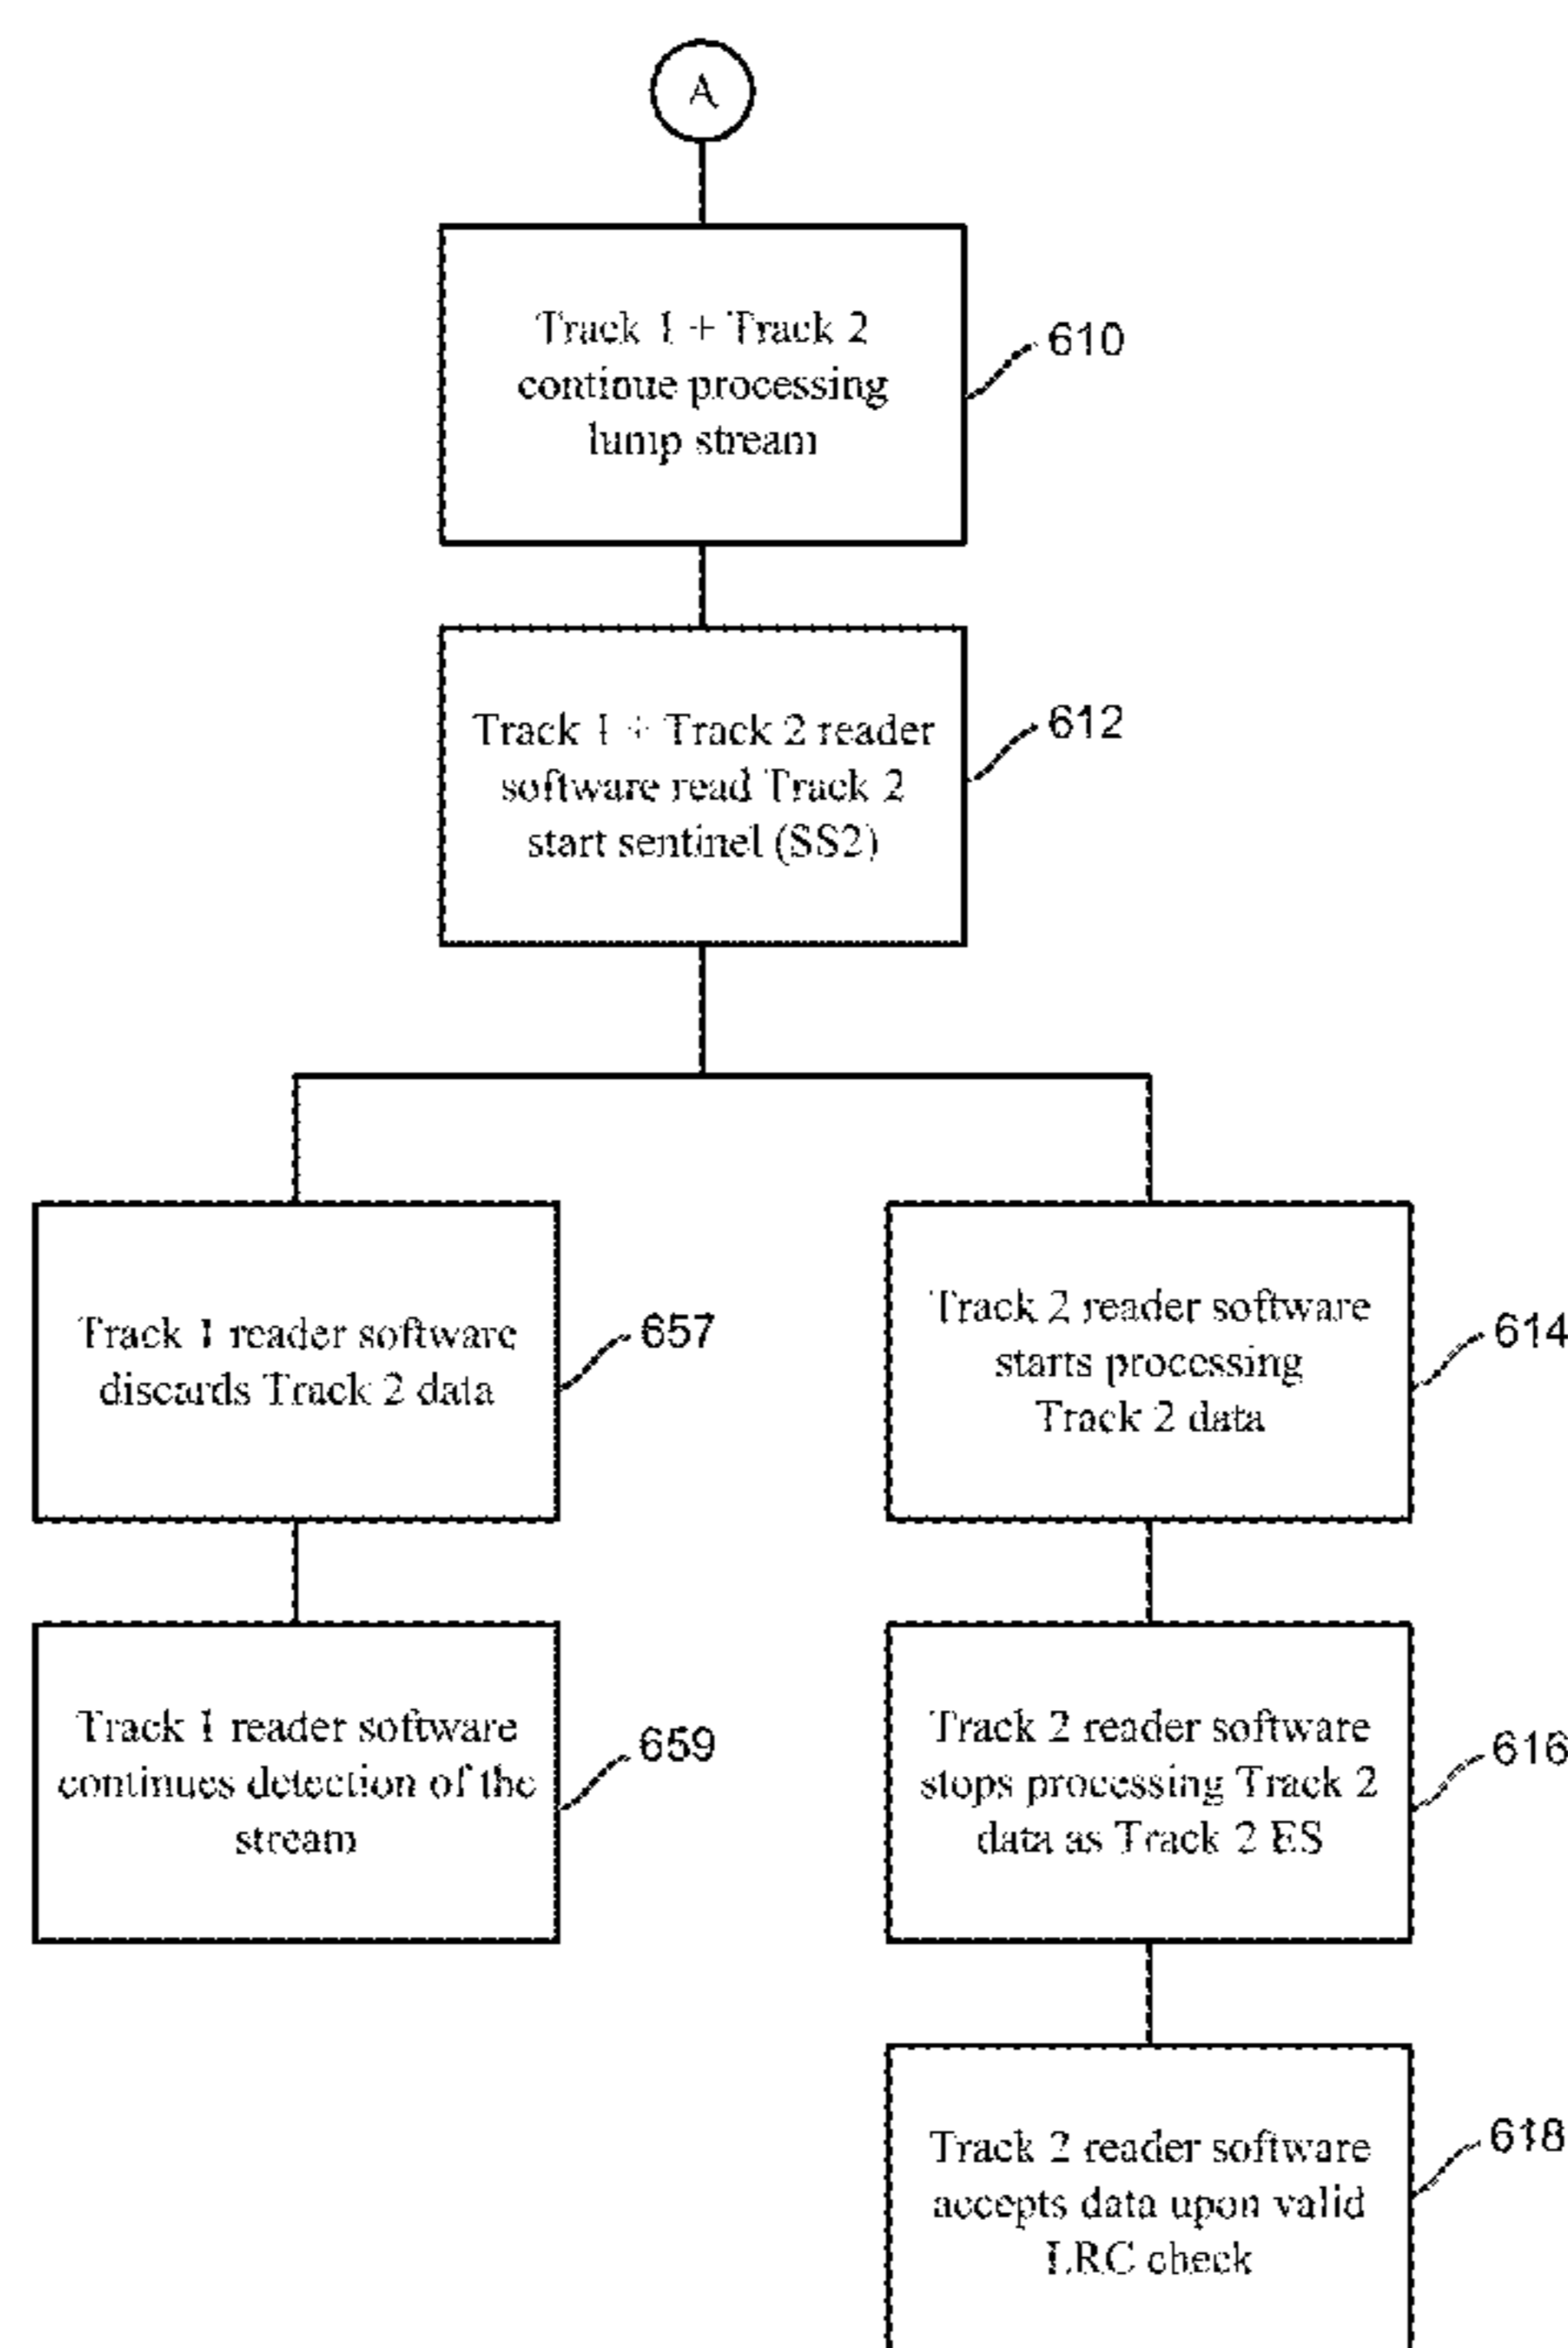 A
Track 1 + Track 2
continue processing
lump stream
610
Track 1 + Track 2 reader
software read Track 2
start sentinel (SS2)
612
Track 1 reader software
discards Track 2 data
657
Track 2 reader software
starts processing
Track 2 data
614
Track 1 reader software
continues detection of the
stream
659
Track 2 reader software
stops processing Track 2
data as Track 2 ES
616
Track 2 reader software
accepts data upon valid
LRC check
618